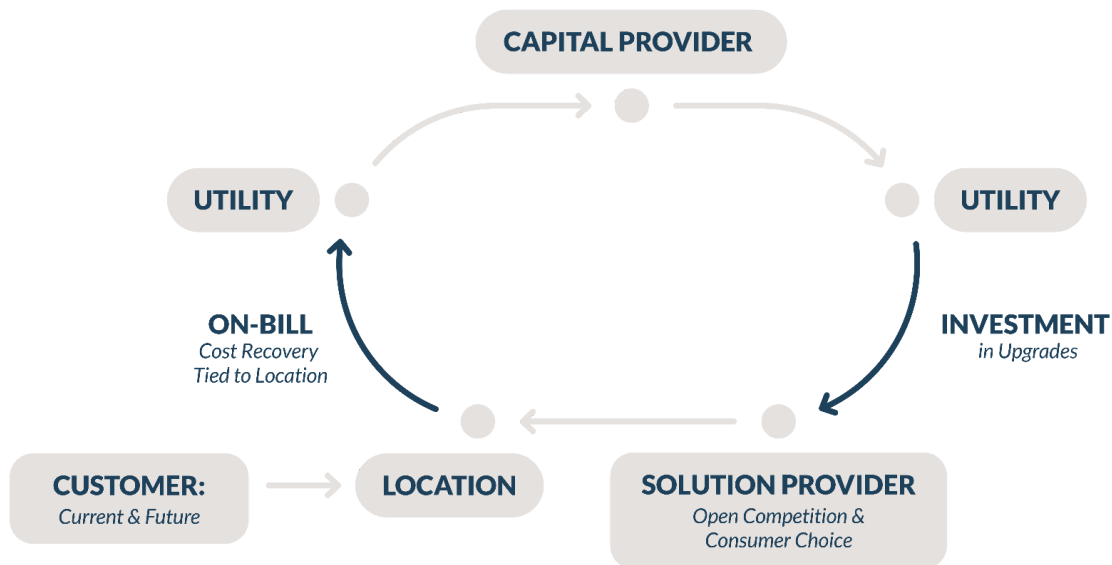 CAPITAL PROVIDER
UTILITY
UTILITY
ON-BILL
Cost Recovery
Tied to Location
INVESTMENT
in Upgrades
CUSTOMER:
Current & Future
LOCATION
SOLUTION PROVIDER
Open Competition &
Consumer Choice